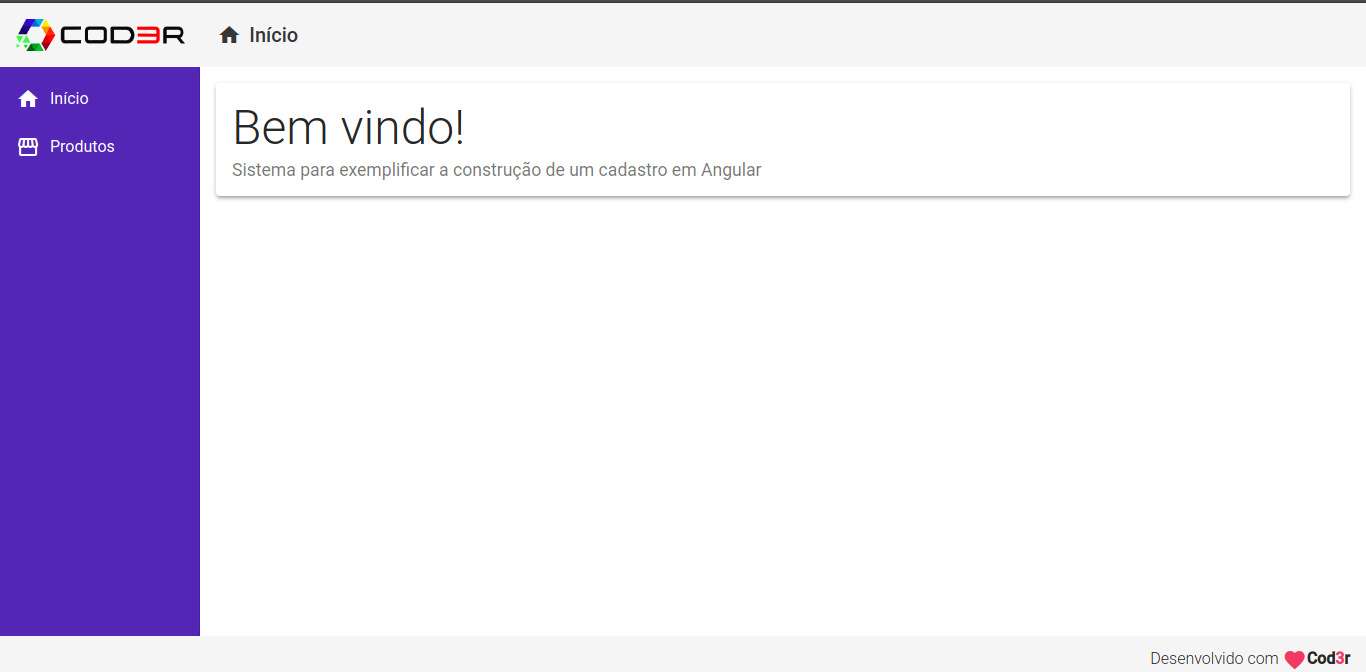 COD3R
Início
Início
Produtos
Bem vindo!
Sistema para exemplificar a construção de um cadastro em Angular
Desenvolvido com Cod3r